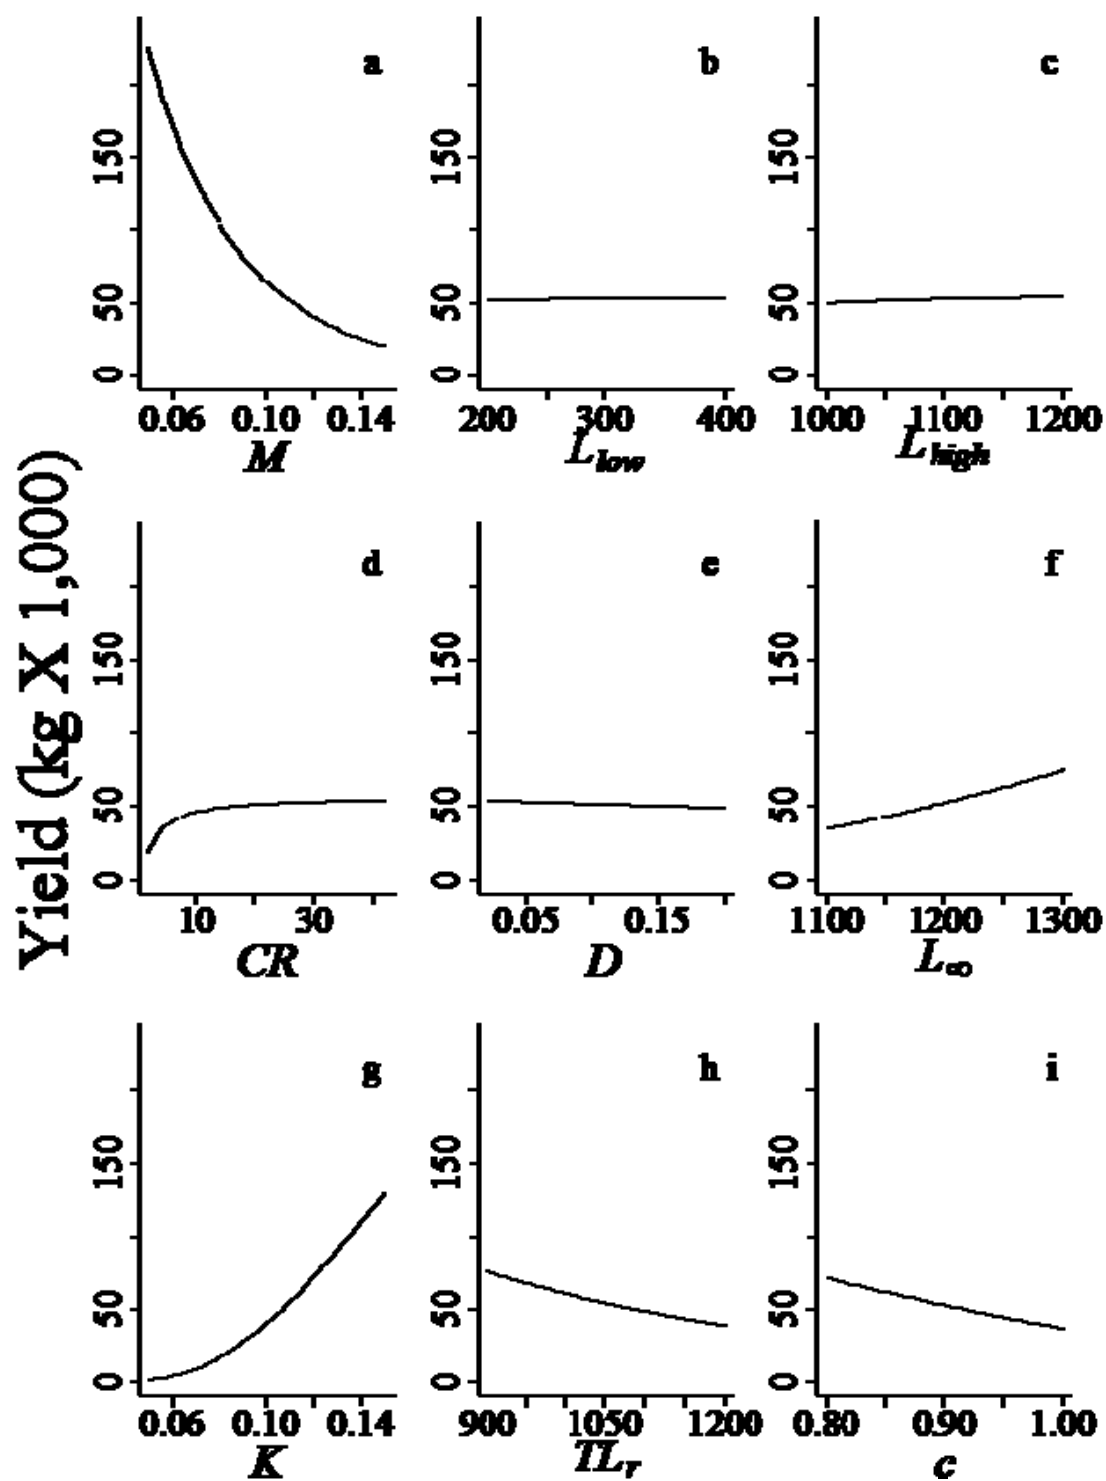 Yield (kg X 1,000)
a
0 50 150
0.06 0.10 0.14
M
b
0 50 150
200 300 400
L low
c
0 50 150
1000 1100 1200
L high
d
0 50 150
10 30
CR
e
0 50 150
0.05 0.15
D
f
0 50 150
1100 1200 1300
L∞
g
0 50 150
0.06 0.10 0.14
K
h
0 50 150
900 1050 1200
TLr
i
0 50 150
0.80 0.90 1.00
c